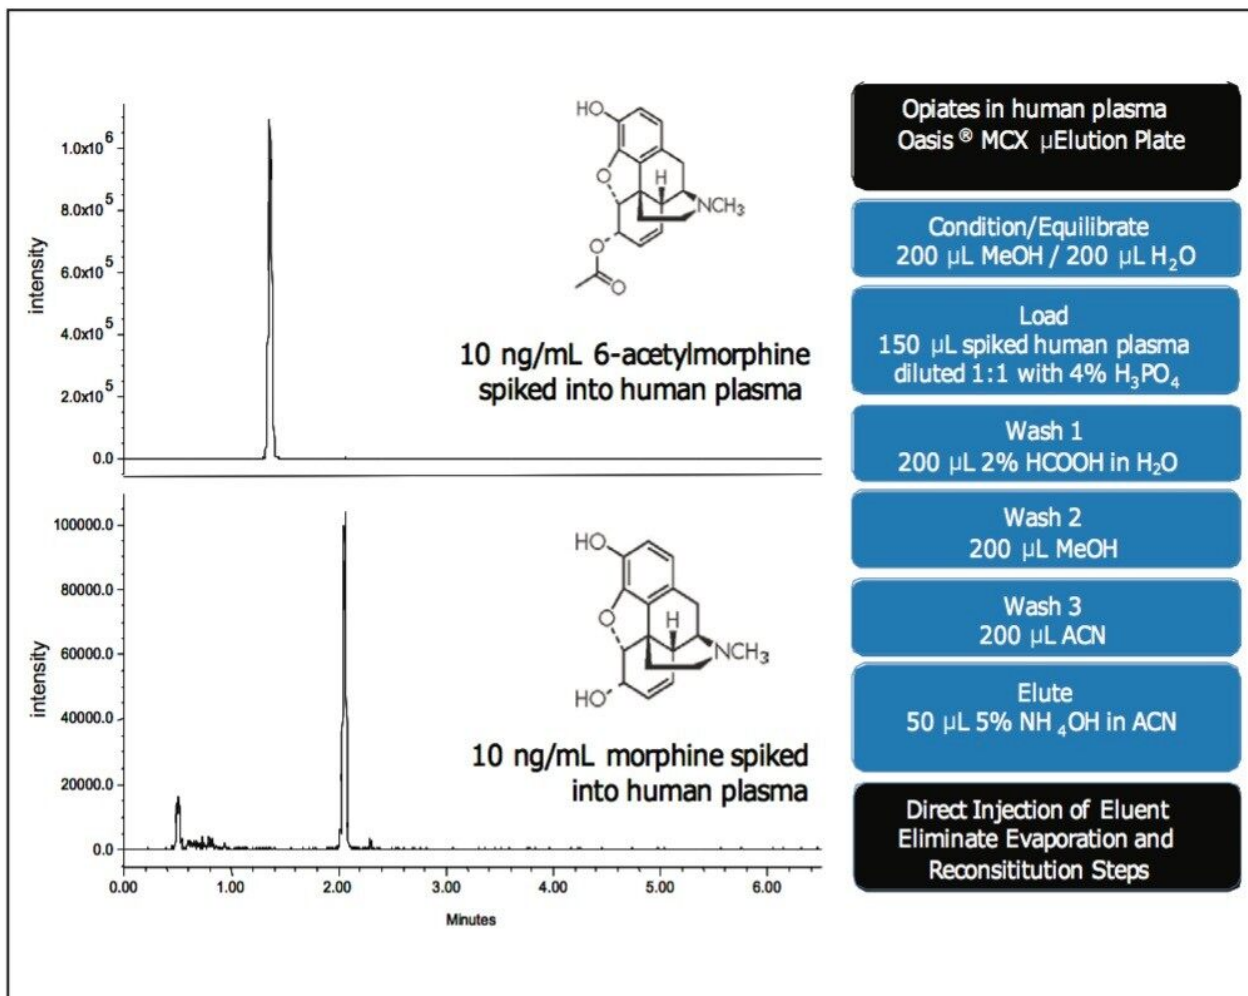 intensity
1.0x10 6
8.0x10 5
6.0x10 5
4.0x10 5
2.0x10 5
0.0
HO
O
H
NCH₃
O
O
10 ng/mL 6-acetylmorphine
spiked into human plasma
intensity
100000.0
80000.0
60000.0
40000.0
20000.0
0.0
HO
O
H
NCH₃
HO
10 ng/mL morphine spiked
into human plasma
0.00 1.00 2.00 3.00 4.00 5.00 6.00
Minutes
Opiates in human plasma
Oasis ® MCX µElution Plate
Condition/Equilibrate
200 µL MeOH / 200 µL H₂O
Load
150 µL spiked human plasma
diluted 1:1 with 4% H₃PO₄
Wash 1
200 µL 2% HCOOH in H₂O
Wash 2
200 µL MeOH
Wash 3
200 µL ACN
Elute
50 µL 5% NH ₄OH in ACN
Direct Injection of Eluent
Eliminate Evaporation and
Reconsititution Steps